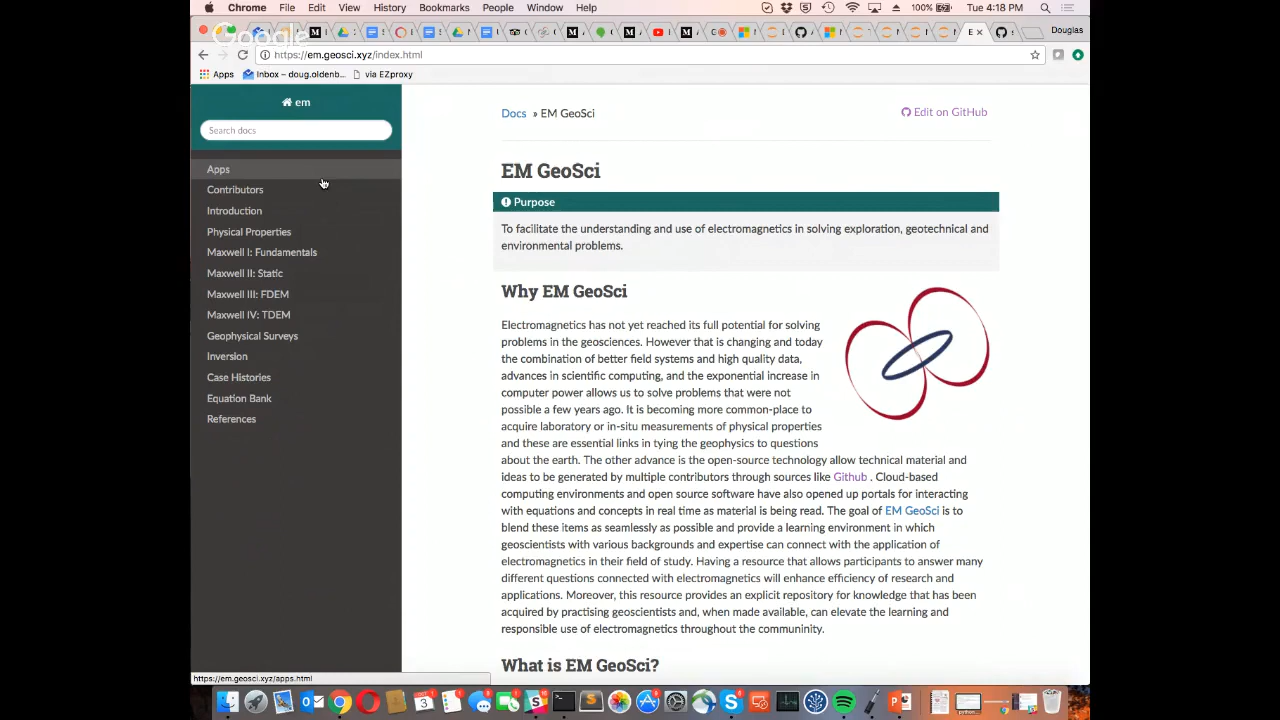 Chrome File Edit View History Bookmarks People Window Help 100% Tue 4:18 PM
Google
Douglas
https://em.geosci.xyz/index.html
Apps Inbox – doug.oldenb... via EZproxy
em
Search docs
Apps
Contributors
Introduction
Physical Properties
Maxwell I: Fundamentals
Maxwell II: Static
Maxwell III: FDEM
Maxwell IV: TDEM
Geophysical Surveys
Inversion
Case Histories
Equation Bank
References
Docs » EM GeoSci
Edit on GitHub
EM GeoSci
Purpose
To facilitate the understanding and use of electromagnetics in solving exploration, geotechnical and
environmental problems.
Why EM GeoSci
Electromagnetics has not yet reached its full potential for solving
problems in the geosciences. However that is changing and today
the combination of better field systems and high quality data,
advances in scientific computing, and the exponential increase in
computer power allows us to solve problems that were not
possible a few years ago. It is becoming more common-place to
acquire laboratory or in-situ measurements of physical properties
and these are essential links in tying the geophysics to questions
about the earth. The other advance is the open-source technology allow technical material and
ideas to be generated by multiple contributors through sources like Github . Cloud-based
computing environments and open source software have also opened up portals for interacting
with equations and concepts in real time as material is being read. The goal of EM GeoSci is to
blend these items as seamlessly as possible and provide a learning environment in which
geoscientists with various backgrounds and expertise can connect with the application of
electromagnetics in their field of study. Having a resource that allows participants to answer many
different questions connected with electromagnetics will enhance efficiency of research and
applications. Moreover, this resource provides an explicit repository for knowledge that has been
acquired by practising geoscientists and, when made available, can elevate the learning and
responsible use of electromagnetics throughout the communinity.
What is EM GeoSci?
https://em.geosci.xyz/apps.html